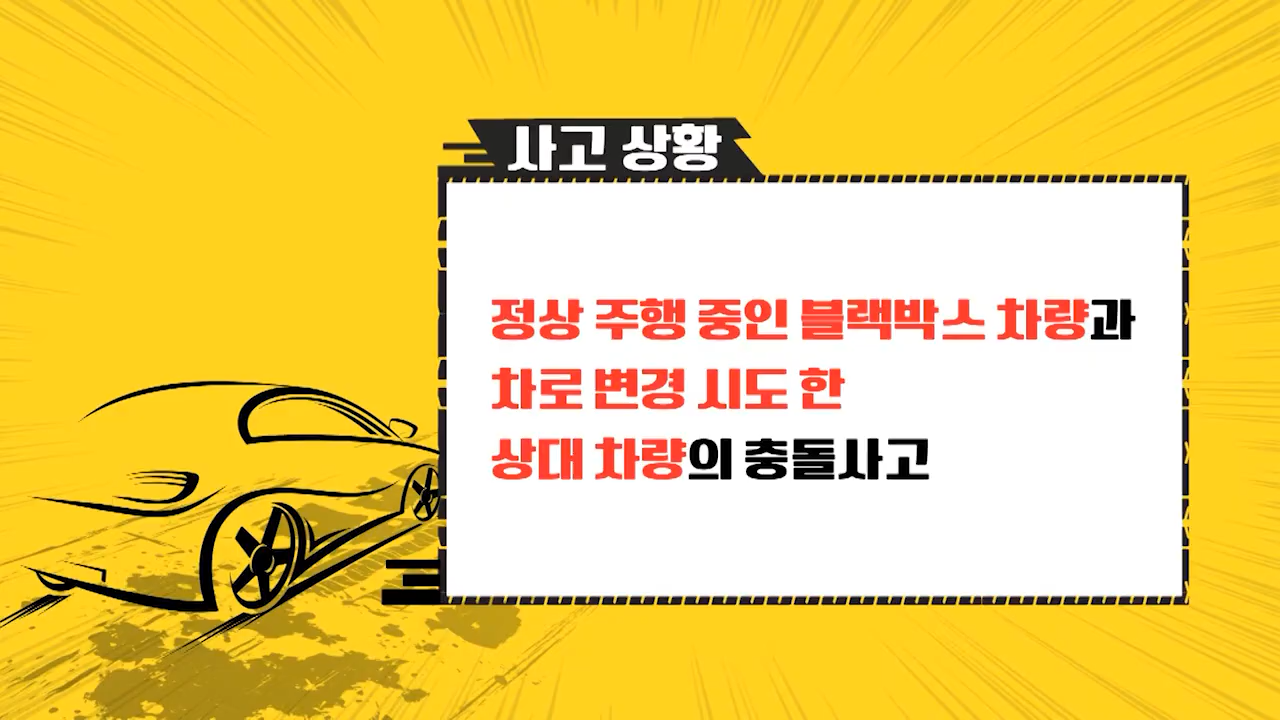 사고 상황
정상 주행 중인 블랙박스 차량과
차로 변경 시도 한
상대 차량의 충돌사고